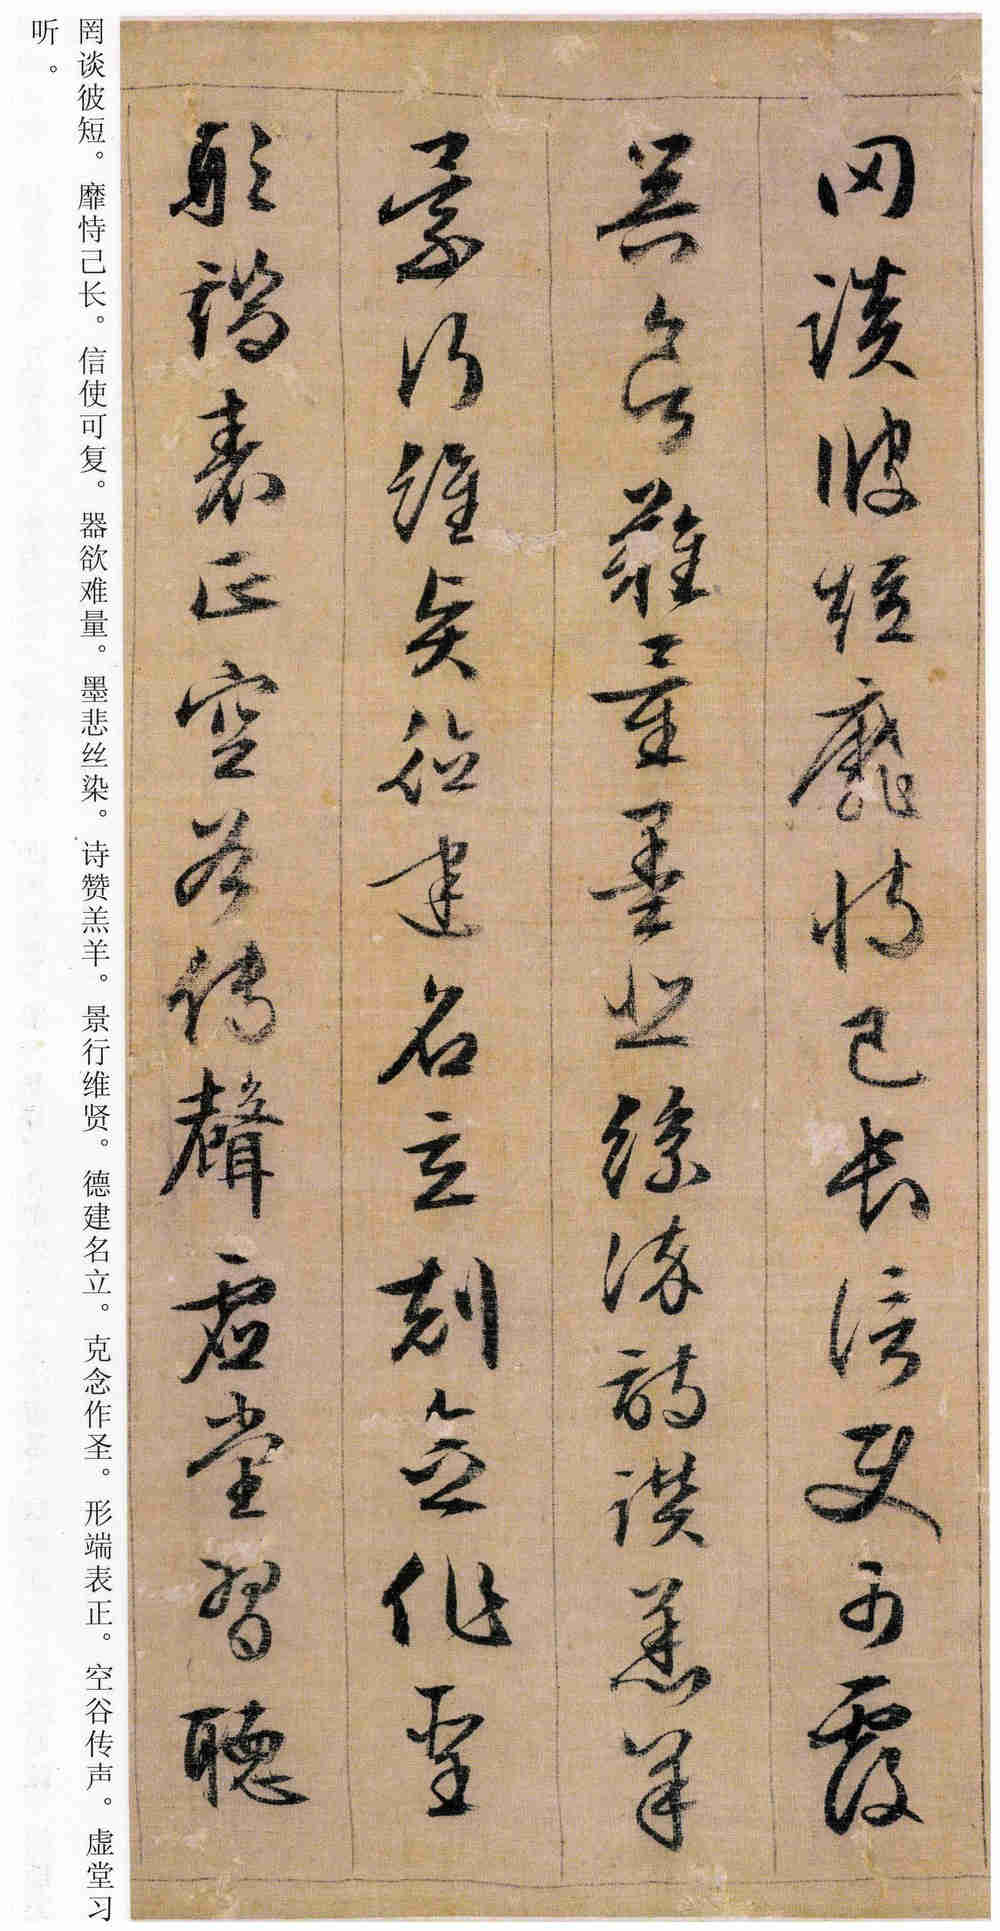 罔談彼短靡恃己長信使可覆
器欲難量墨悲絲染詩讚羔羊
景行維賢德建名立剋念作聖
形端表正空谷傳聲虛堂習聽
罔谈彼短。靡恃己长。信使可复。器欲难量。墨悲丝染。诗赞羔羊。景行维贤。德建名立。克念作圣。形端表正。空谷传声。虚堂习
听。